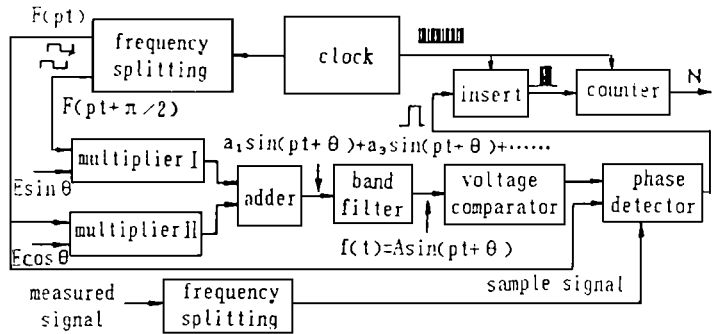 F(pt)
frequency
splitting
clock
insert
counter
N
F(pt+π/2)
a₁sin(pt+θ)+a₃sin(pt+θ)+······
Esinθ
multiplier I
adder
band
filter
voltage
comparator
phase
detector
Ecosθ
multiplier II
f(t)=Asin(pt+θ)
measured
signal
frequency
splitting
sample signal